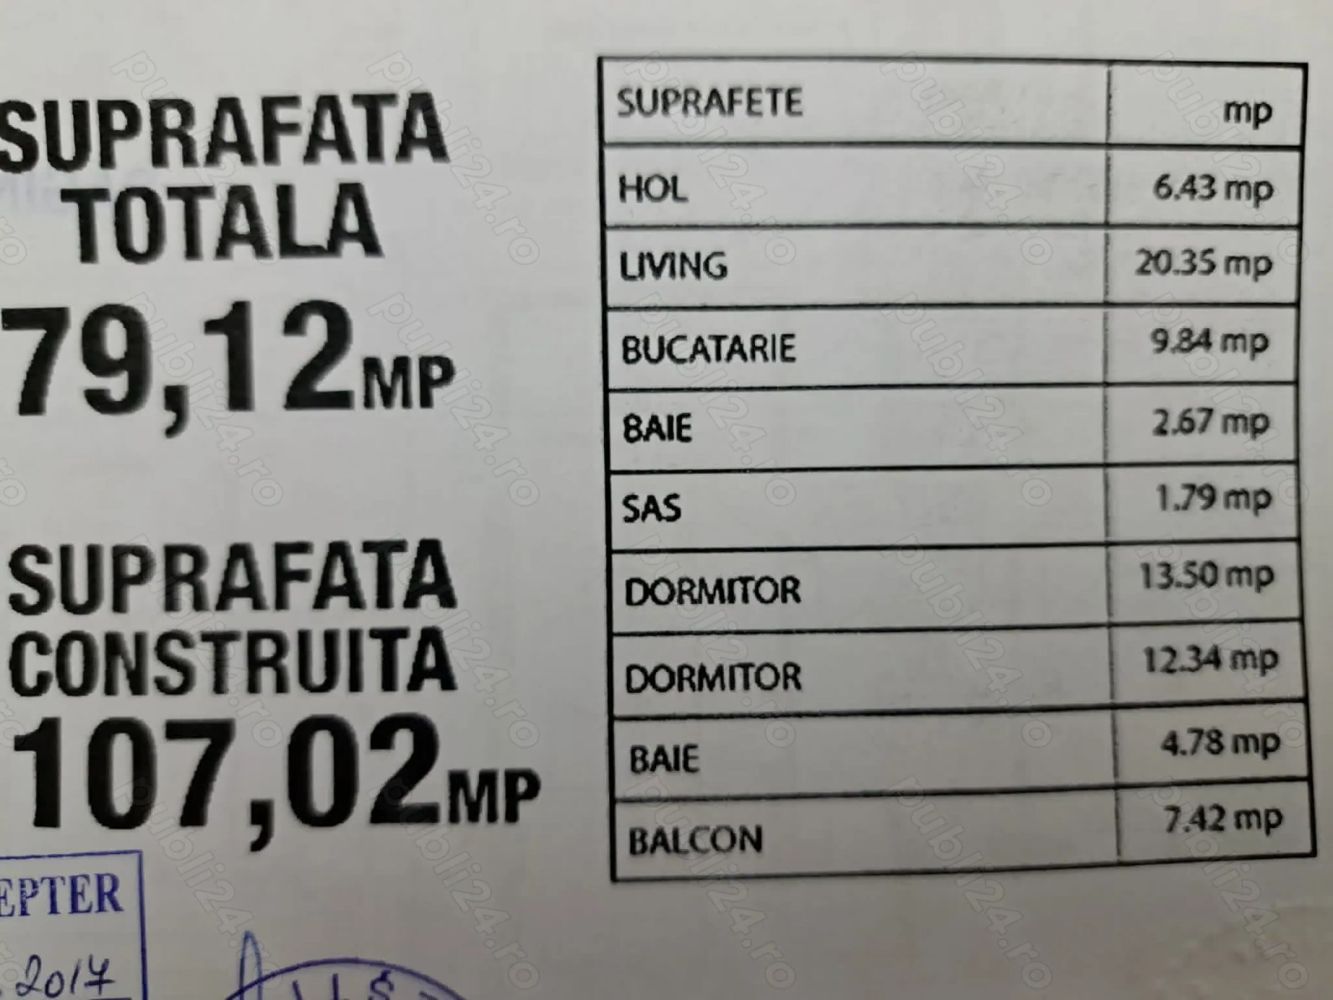 SUPRAFATA
TOTALA
79,12MP
SUPRAFATA
CONSTRUITA
107,02MP
SUPRAFETE mp
HOL 6.43 mp
LIVING 20.35 mp
BUCATARIE 9.84 mp
BAIE 2.67 mp
SAS 1.79 mp
DORMITOR 13.50 mp
DORMITOR 12.34 mp
BAIE 4.78 mp
BALCON 7.42 mp
EPTER
2017
publi24.ro